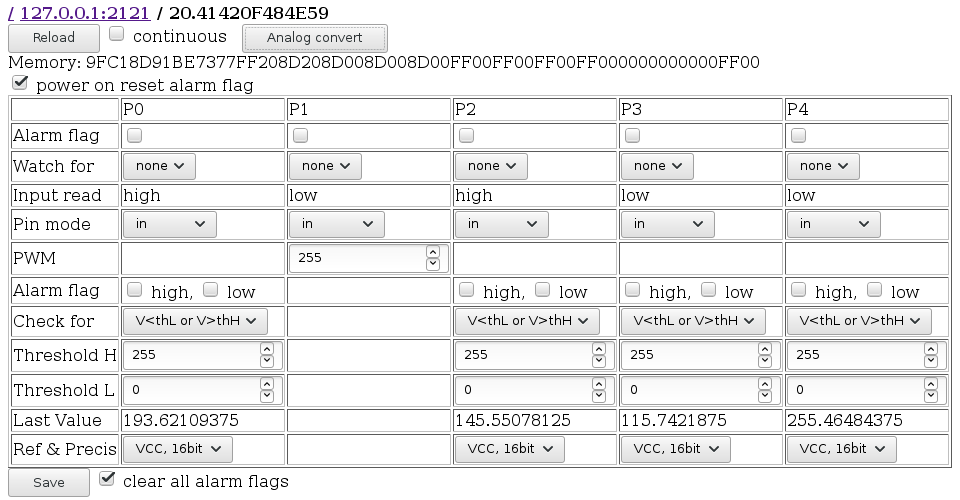 / 127.0.0.1:2121 / 20.41420F484E59
Reload continuous Analog convert
Memory: 9FC18D91BE7377FF208D208D008D008D00FF00FF00FF00FF000000000000FF00
power on reset alarm flag
P0 P1 P2 P3 P4
Alarm flag
Watch for none none none none none
Input read high low high low low
Pin mode in in in in in
PWM 255
Alarm flag high, low high, low high, low high, low
Check for V<thL or V>thH V<thL or V>thH V<thL or V>thH V<thL or V>thH
Threshold H 255 255 255 255
Threshold L 0 0 0 0
Last Value 193.62109375 145.55078125 115.7421875 255.46484375
Ref & Precis VCC, 16bit VCC, 16bit VCC, 16bit VCC, 16bit
Save clear all alarm flags